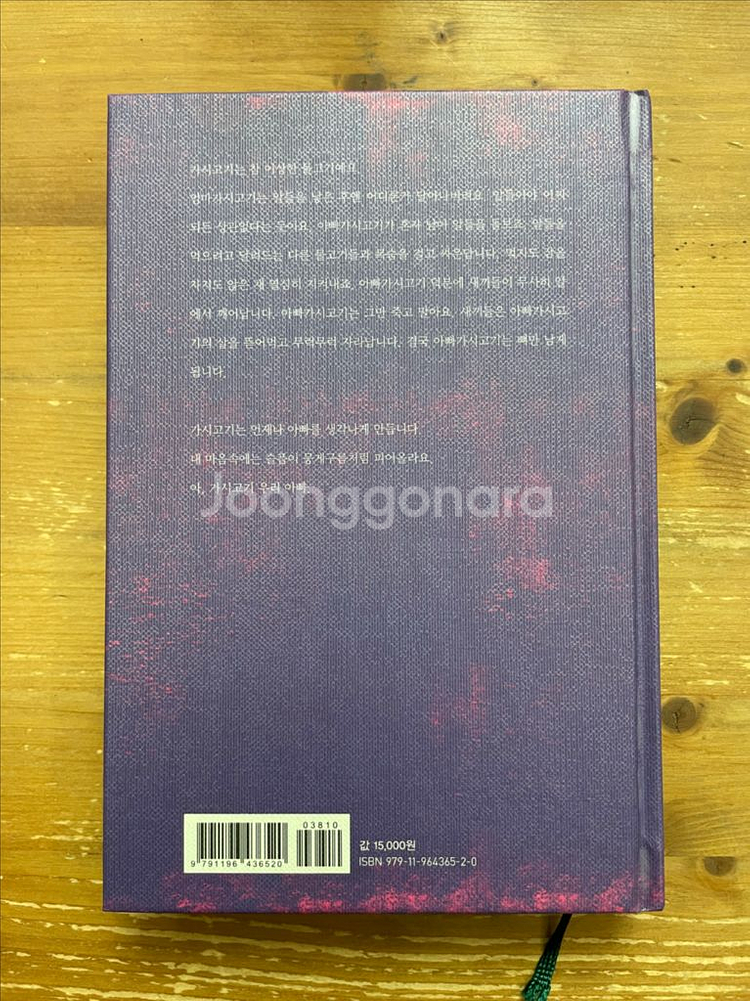 가시고기는 참 이상한 물고기예요
엄마가시고기는 알들을 낳은 후엔 어디론가 달아나버려요. 알들이야 어찌
되든 상관없다는 듯이요. 아빠가시고기가 혼자 남아 알들을 돌보죠. 알들을
먹으려고 달려드는 다른 물고기들과 목숨을 걸고 싸운답니다. 먹지도 않을
자지도 않은 채 열심히 지켜내죠. 아빠가시고기 덕분에 새끼들이 무사히 알
에서 깨어납니다. 아빠가시고기는 그만 죽고 말아요. 새끼들은 아빠가시고
기의 살을 뜯어먹고 무럭무럭 자라납니다. 결국 아빠가시고기는 뼈만 남게
됩니다.
가시고기는 언제나 아빠를 생각나게 만듭니다
내 마음속에는 슬픔이 뭉게구름처럼 피어올라요.
아, 가시고기 우리 아빠
Joonggonara
03810
9 791196 436520
값 15,000원
ISBN 979-11-964365-2-0